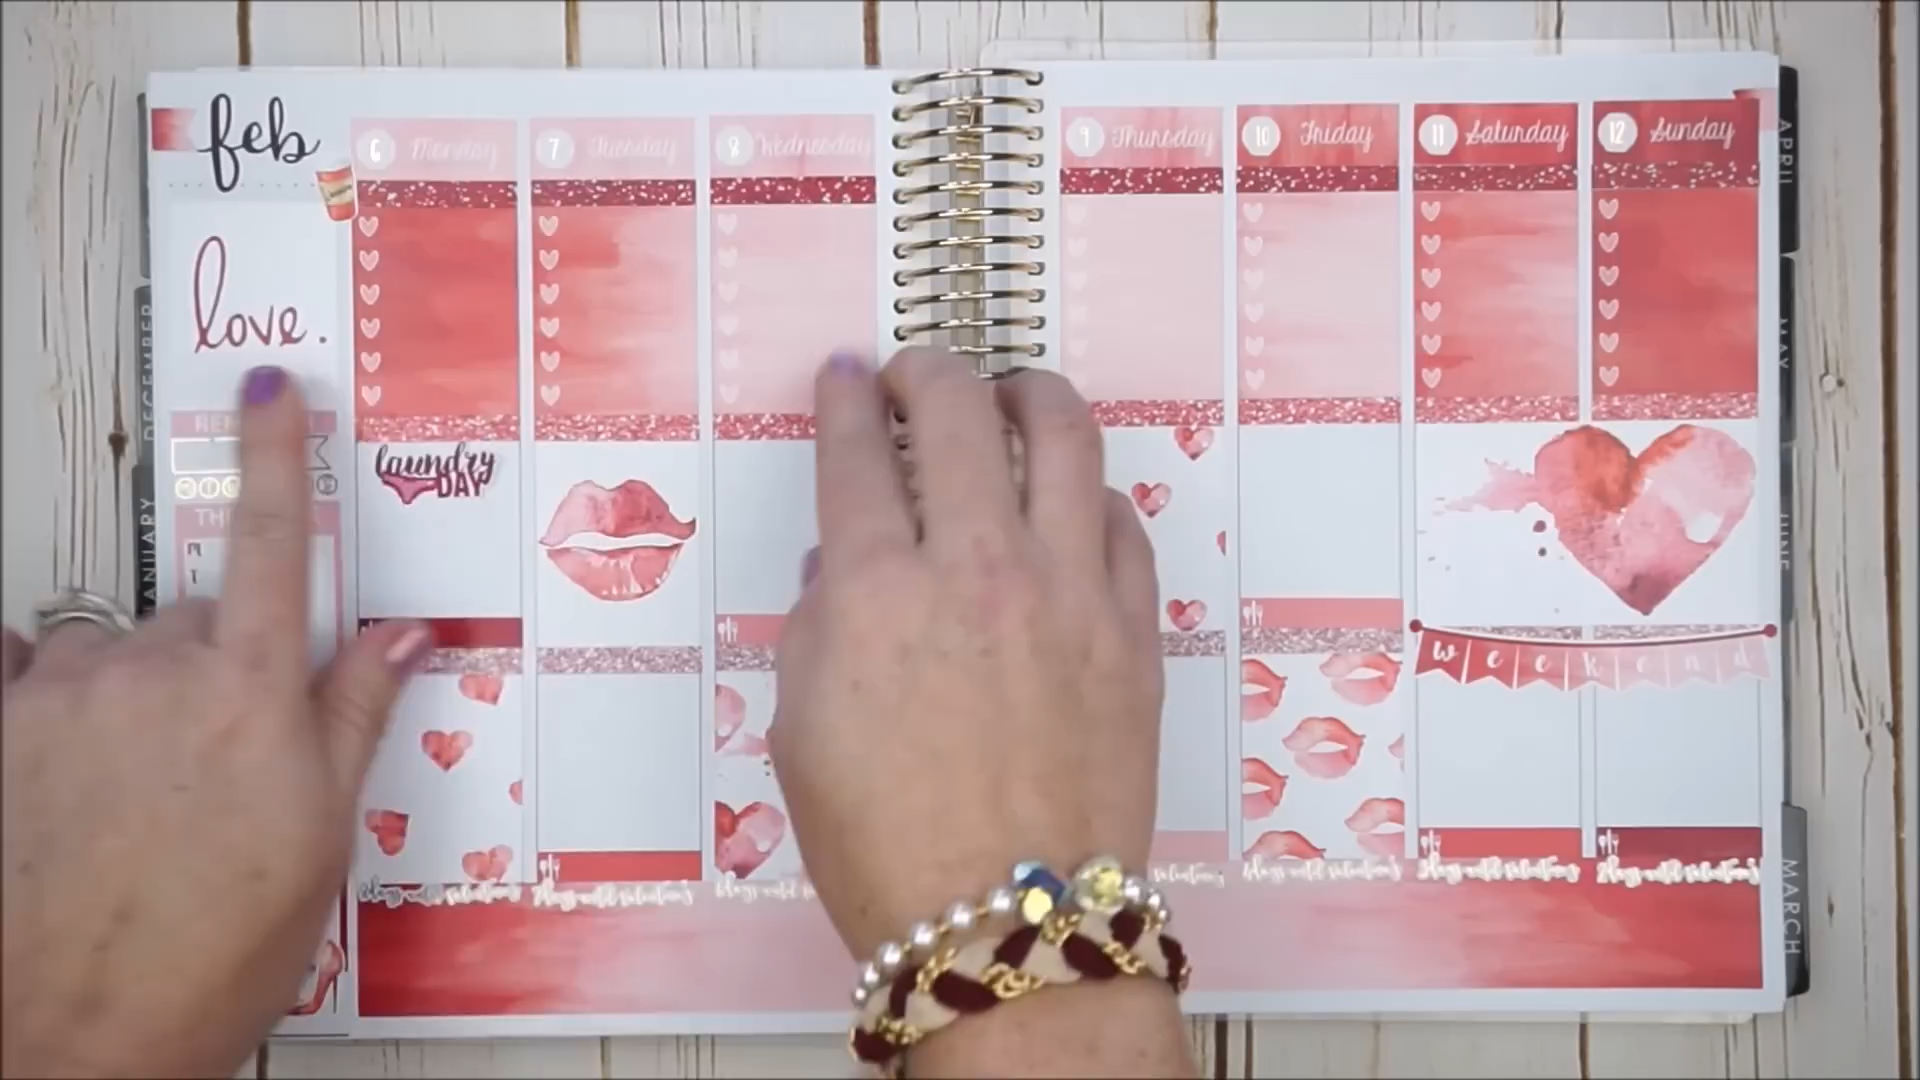 feb
love.
6 Monday
7 Tuesday
8 Wednesday
9 Thursday
10 Friday
11 Saturday
12 Sunday
laundry
DAY
M
T
weekend
DECEMBER
JANUARY
APRIL
MAY
JUNE
MARCH